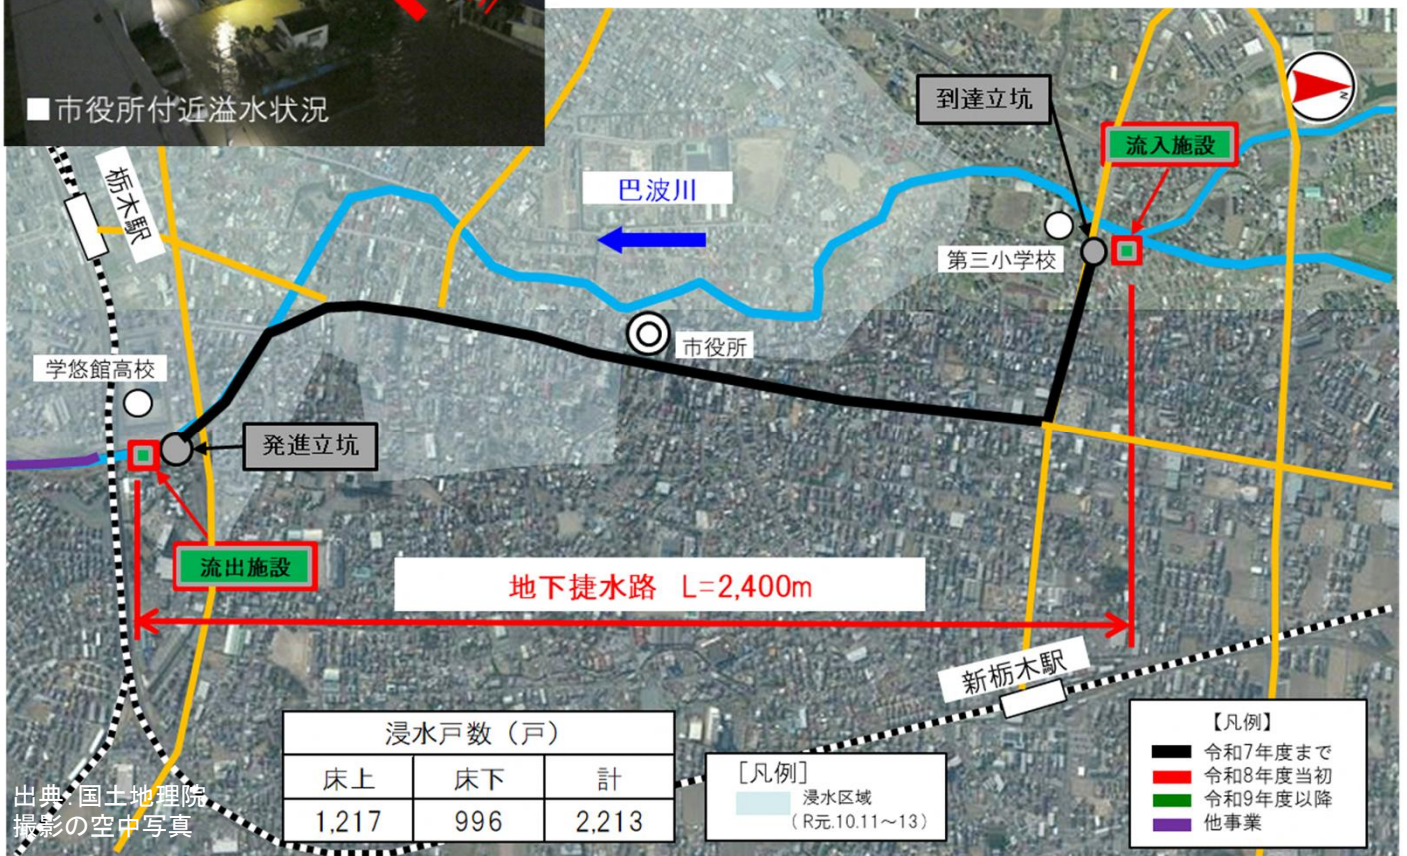 ■市役所付近溢水状況
到達立坑
流入施設
N
栃木駅
巴波川
第三小学校
市役所
学悠館高校
発進立坑
流出施設
地下捷水路 L=2,400m
新栃木駅
浸水戸数（戸）
床上 床下 計
1,217 996 2,213
［凡例］
浸水区域
（R元.10.11～13）
【凡例】
令和7年度まで
令和8年度当初
令和9年度以降
他事業
出典：国土地理院
撮影の空中写真